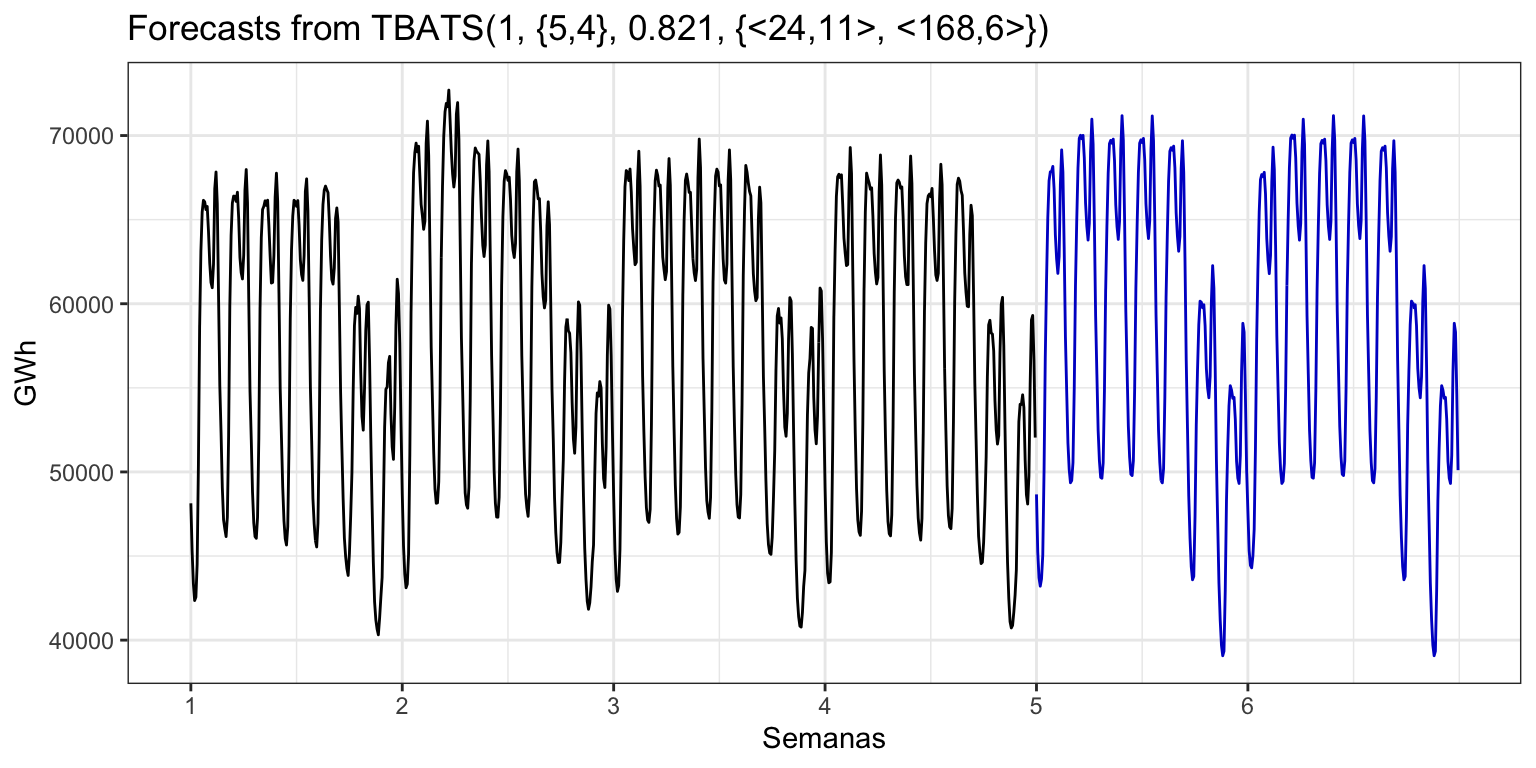 Forecasts from TBATS(1, {5,4}, 0.821, {<24,11>, <168,6>})
70000
60000
50000
40000
GWh
1 2 3 4 5 6
Semanas